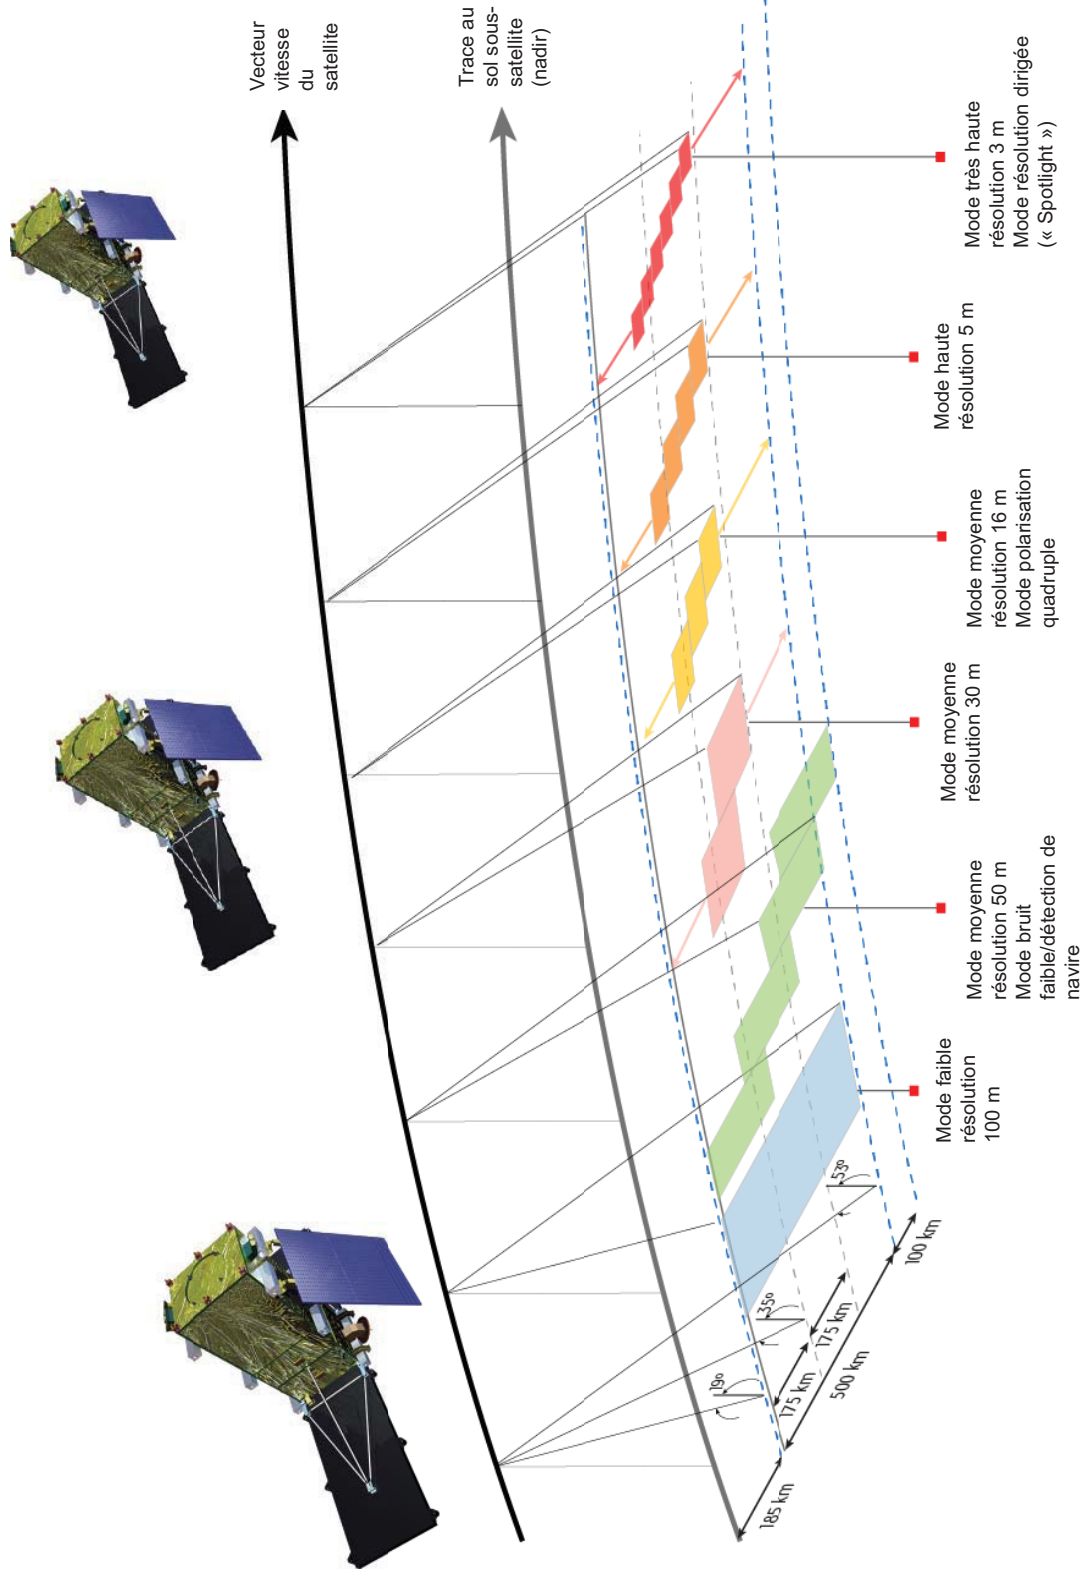 Vecteur
vitesse
du
satellite
Trace au
sol sous-
satellite
(nadir)
Mode très haute
résolution 3 m
Mode résolution dirigée
(« Spotlight »)
Mode haute
résolution 5 m
Mode moyenne
résolution 16 m
Mode polarisation
quadruple
Mode moyenne
résolution 30 m
Mode moyenne
résolution 50 m
Mode bruit
faible/détection de
navire
Mode faible
résolution
100 m
19º
35º
53º
185 km
175 km
175 km
500 km
100 km